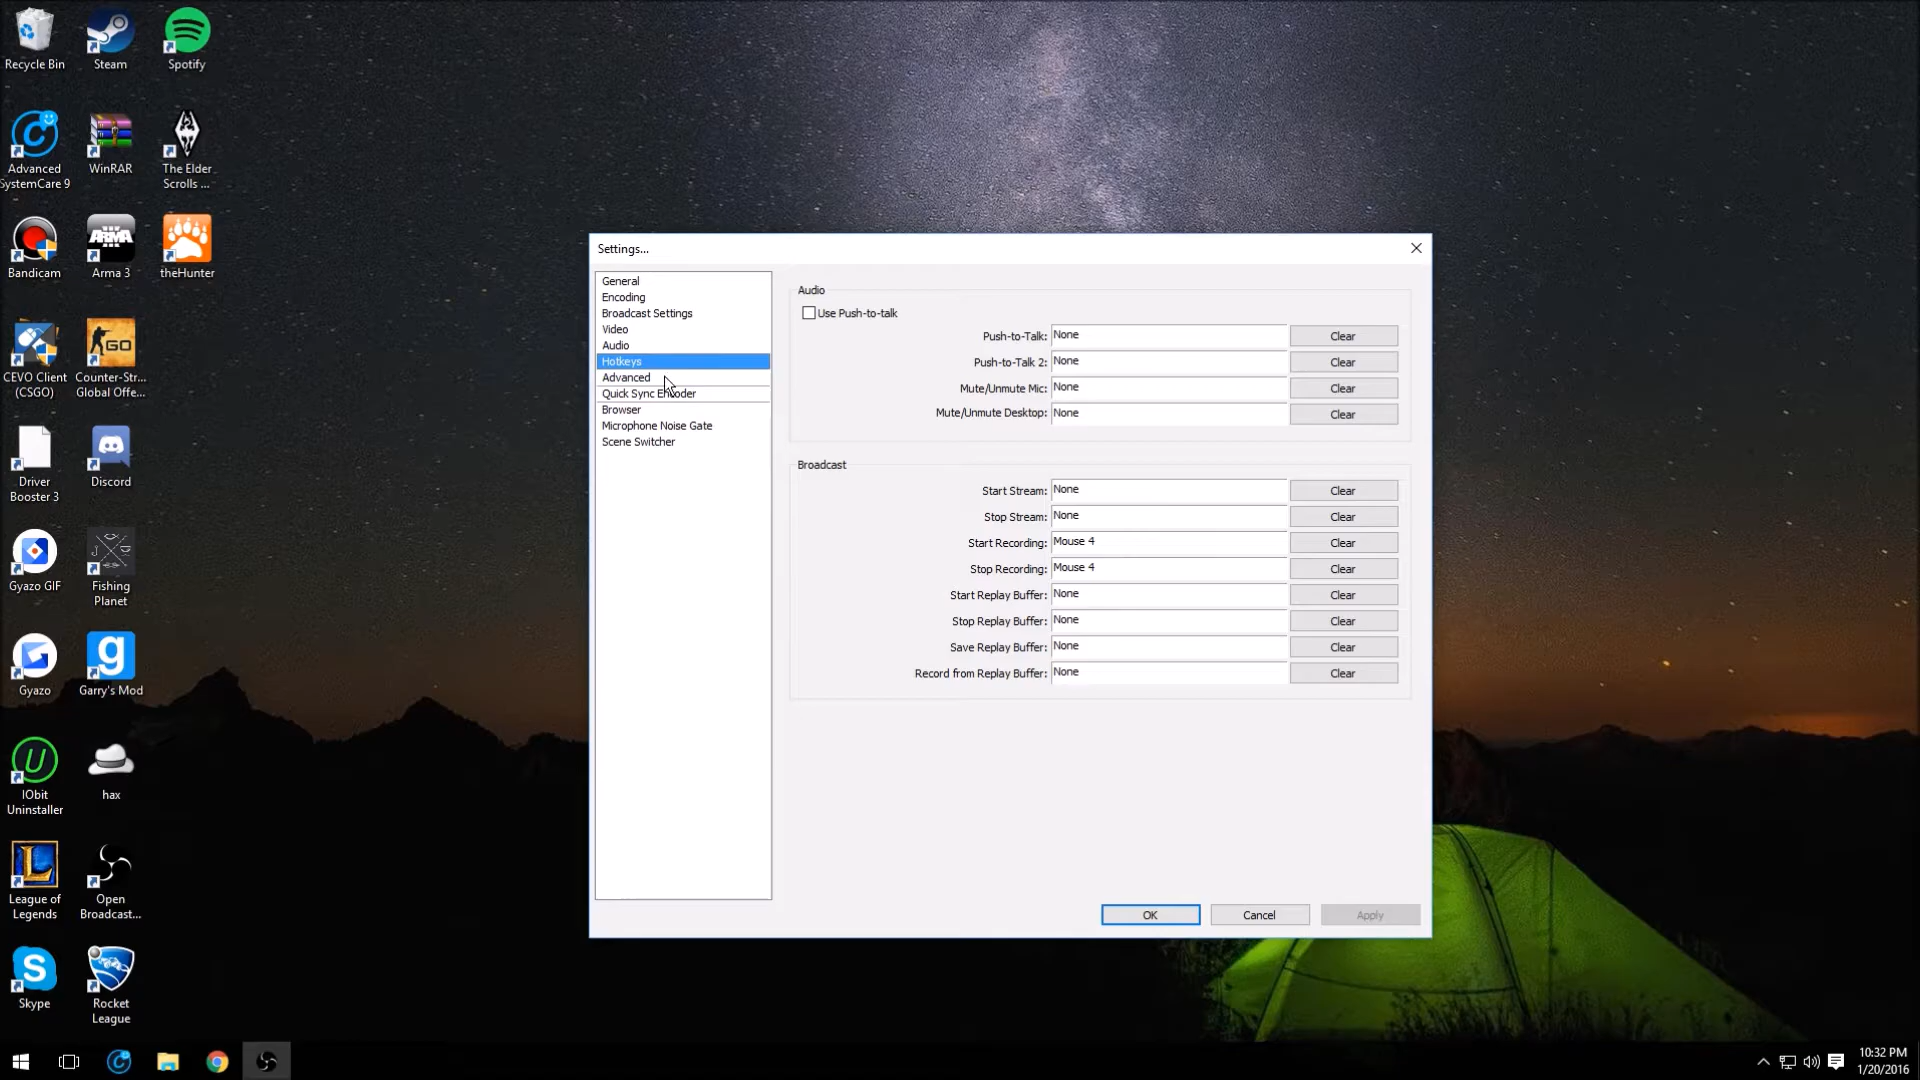 Recycle Bin
Steam
Spotify
Advanced
SystemCare 9
WinRAR
The Elder
Scrolls ...
Bandicam
ARMA
Arma 3
theHunter
CEVO Client
(CSGO)
GO
Counter-Str...
Global Offe...
Driver
Booster 3
Discord
Gyazo GIF
Fishing
Planet
Gyazo
Garry's Mod
IObit
Uninstaller
hax
League of
Legends
Open
Broadcast...
Skype
Rocket
League
Settings...
General
Encoding
Broadcast Settings
Video
Audio
Hotkeys
Advanced
Quick Sync Encoder
Browser
Microphone Noise Gate
Scene Switcher
Audio
Use Push-to-talk
Push-to-Talk: None Clear
Push-to-Talk 2: None Clear
Mute/Unmute Mic: None Clear
Mute/Unmute Desktop: None Clear
Broadcast
Start Stream: None Clear
Stop Stream: None Clear
Start Recording: Mouse 4 Clear
Stop Recording: Mouse 4 Clear
Start Replay Buffer: None Clear
Stop Replay Buffer: None Clear
Save Replay Buffer: None Clear
Record from Replay Buffer: None Clear
OK Cancel Apply
10:32 PM
1/20/2016